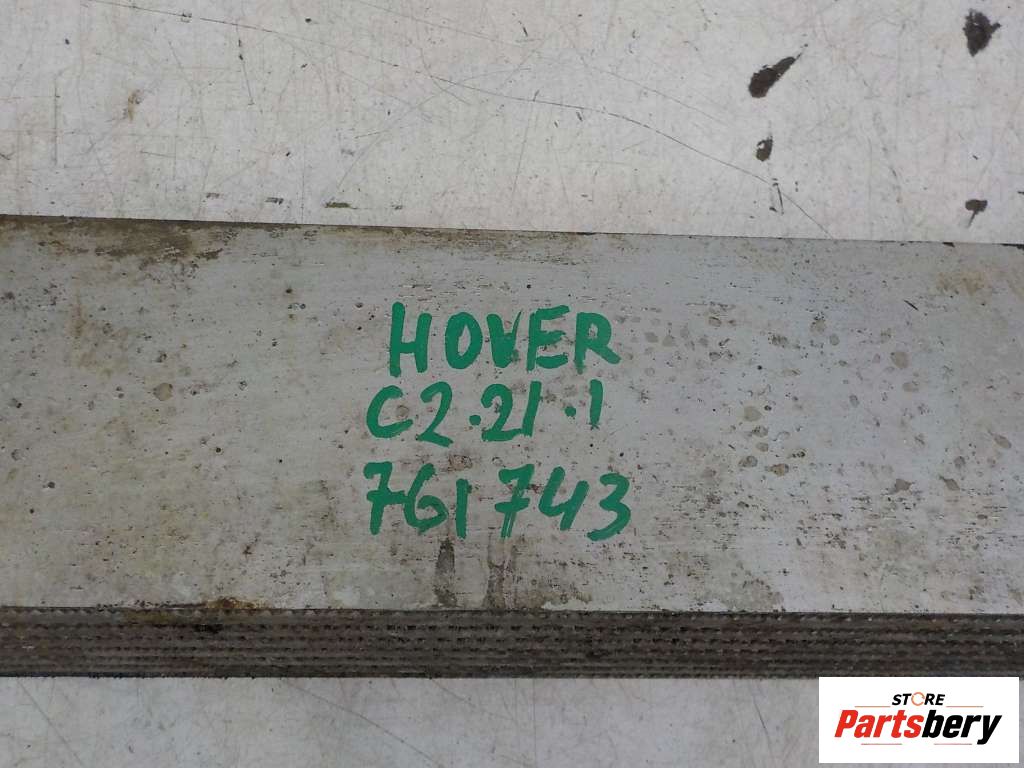 HOVER
C2.21.1
761743
STORE
Partsbery